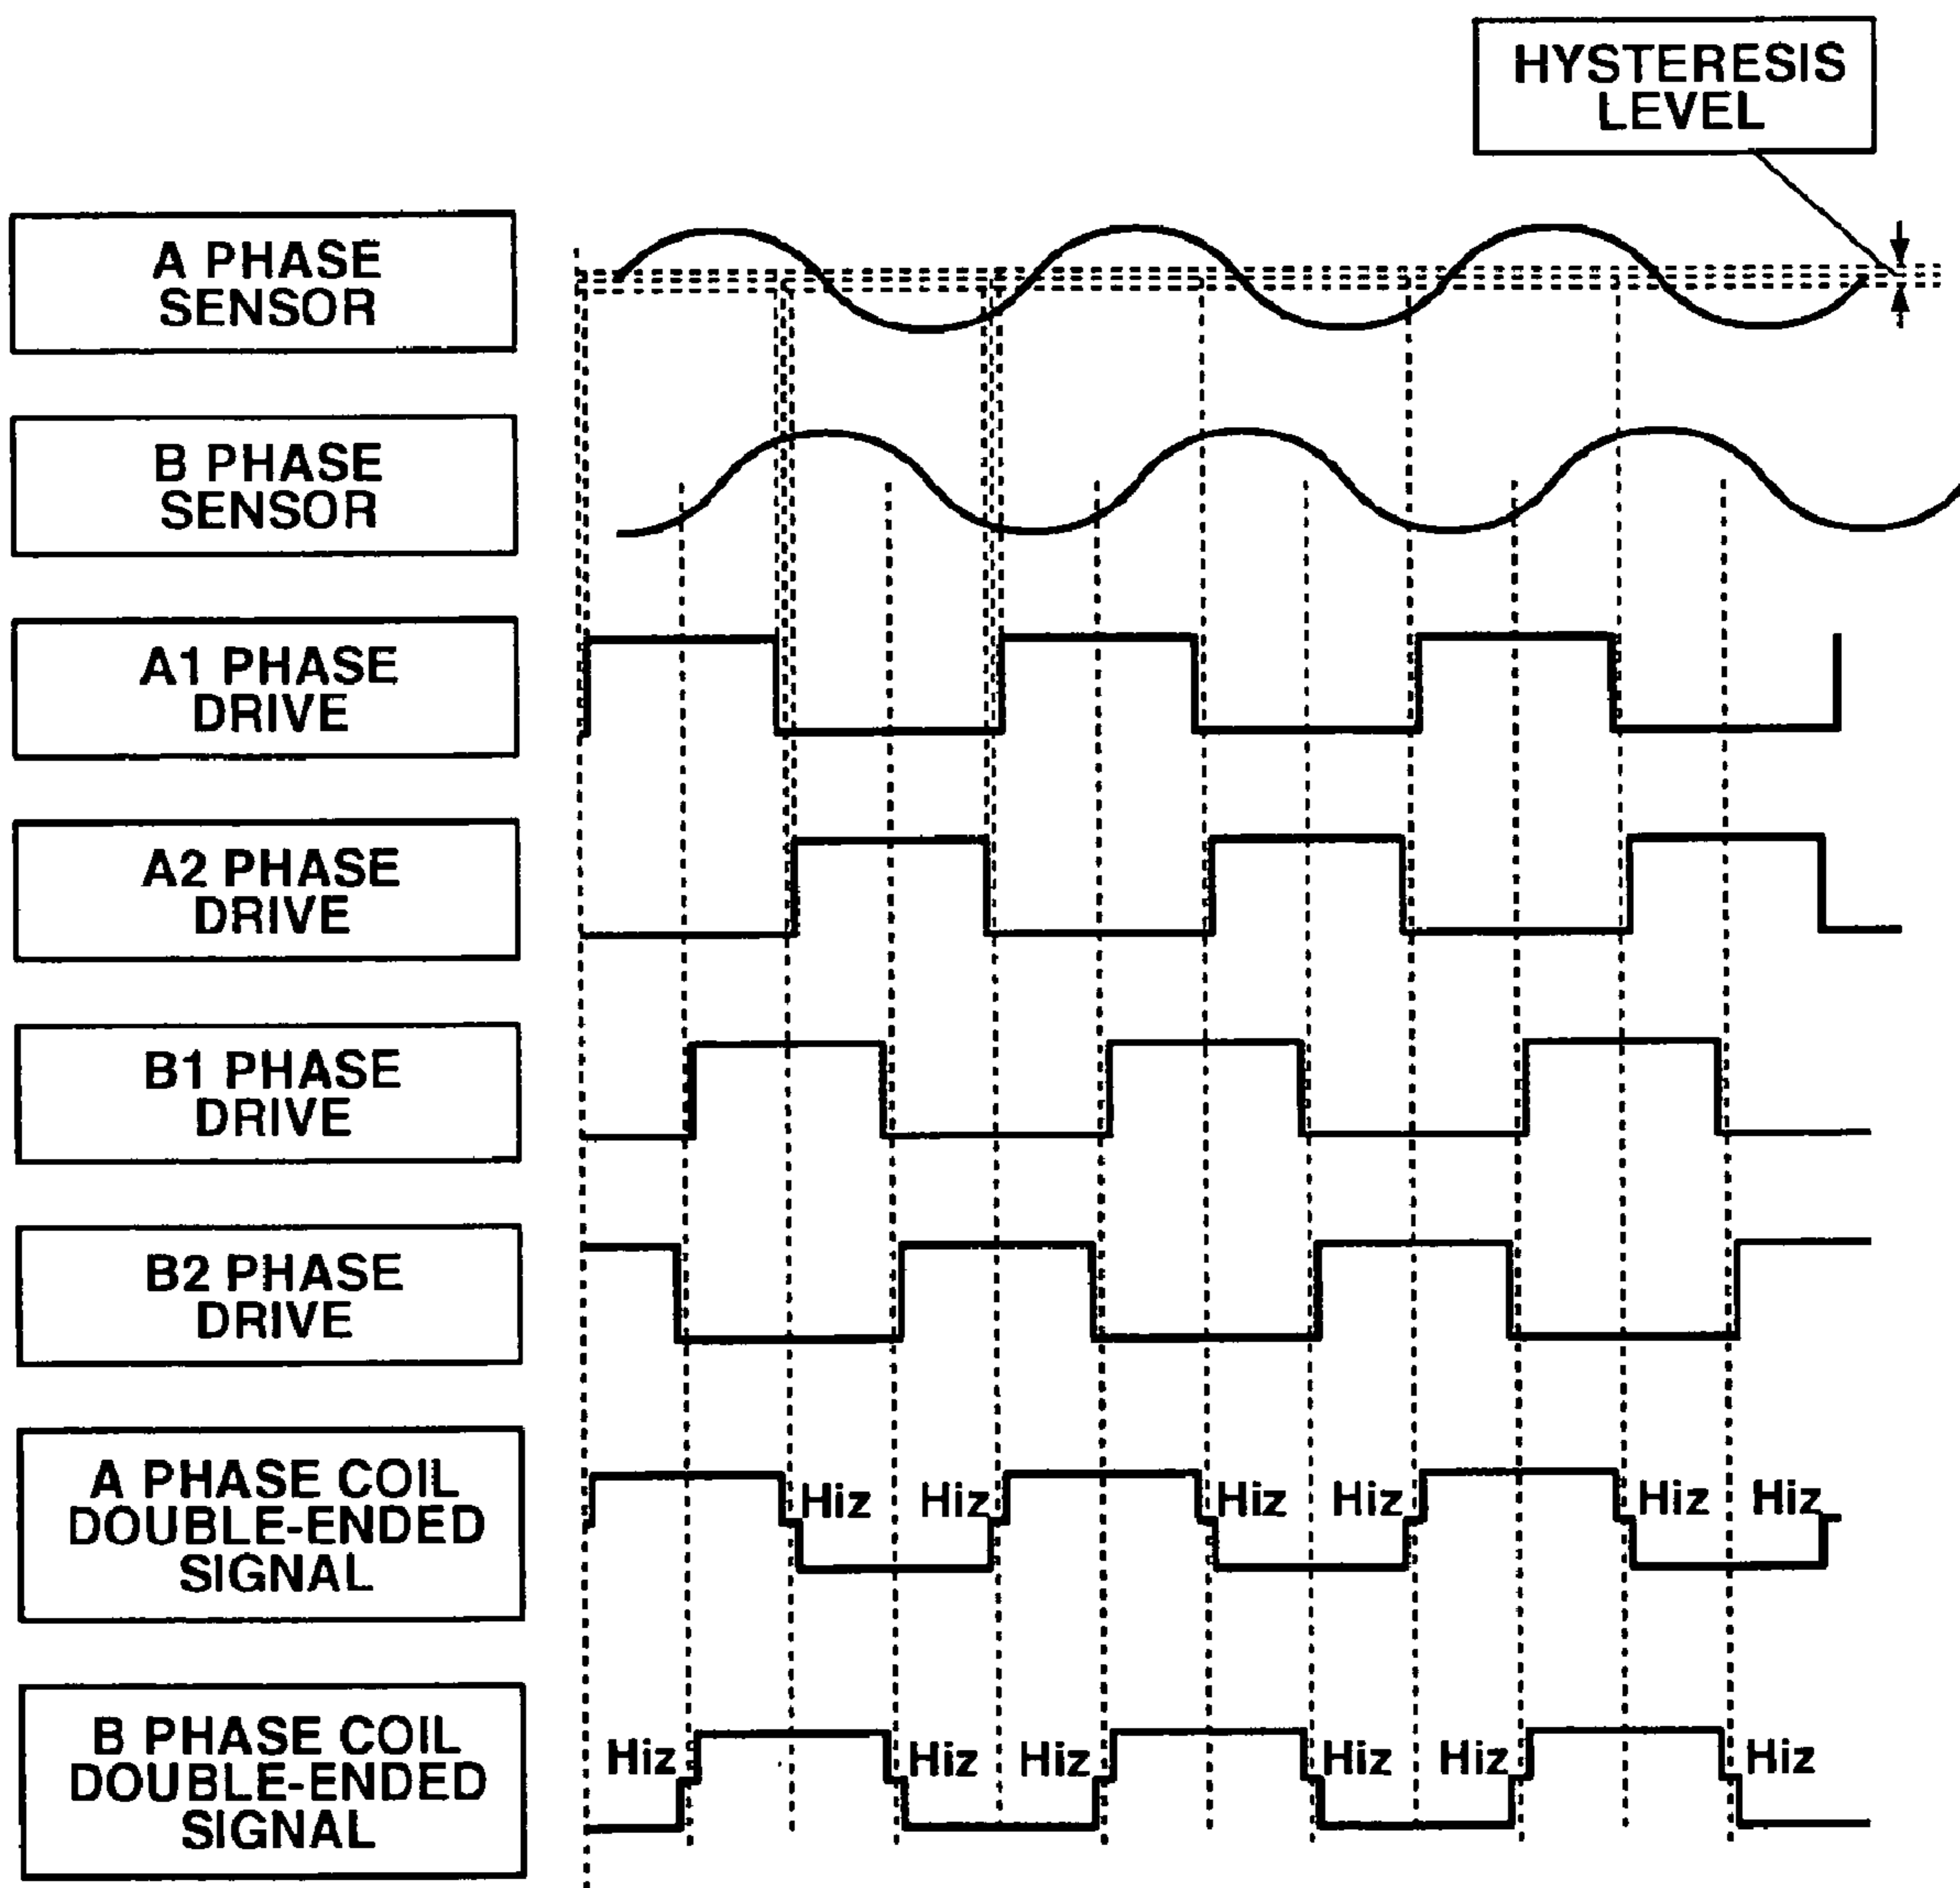 HYSTERESIS
LEVEL
A PHASE
SENSOR
B PHASE
SENSOR
A1 PHASE
DRIVE
A2 PHASE
DRIVE
B1 PHASE
DRIVE
B2 PHASE
DRIVE
A PHASE COIL
DOUBLE-ENDED
SIGNAL
Hiz Hiz Hiz Hiz Hiz Hiz
B PHASE COIL
DOUBLE-ENDED
SIGNAL
Hiz Hiz Hiz Hiz Hiz Hiz